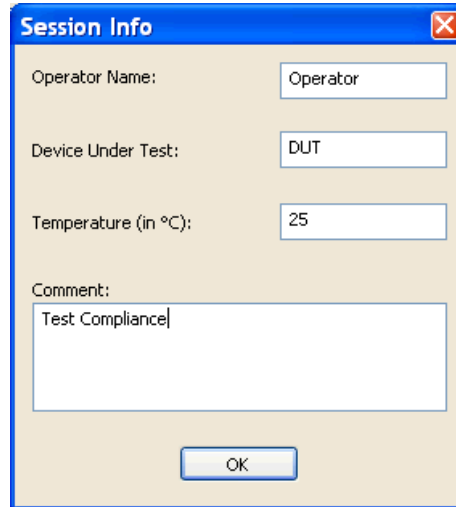 Session Info
Operator Name: Operator
Device Under Test: DUT
Temperature (in °C): 25
Comment:
Test Compliance
OK